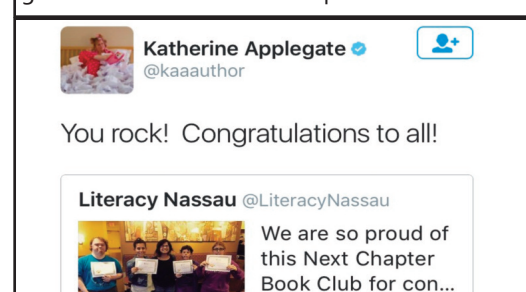 Katherine Applegate
@kaaauthor
You rock! Congratulations to all!
Literacy Nassau @LiteracyNassau
We are so proud of
this Next Chapter
Book Club for con...